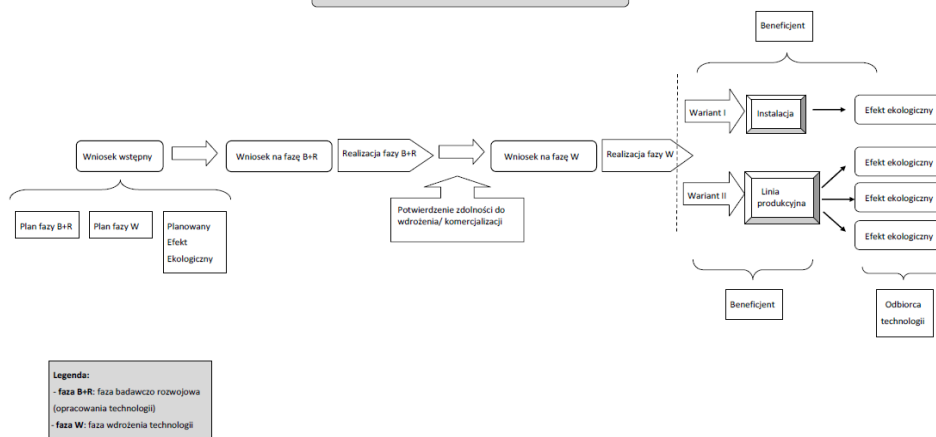 Beneficjent
Wariant I
Instalacja
Efekt ekologiczny
Wniosek wstępny
Wniosek na fazę B+R
Realizacja fazy B+R
Wniosek na fazę W
Realizacja fazy W
Efekt ekologiczny
Wariant II
Linia
produkcyjna
Efekt ekologiczny
Efekt ekologiczny
Plan fazy B+R
Plan fazy W
Planowany
Efekt
Ekologiczny
Potwierdzenie zdolności do
wdrożenia/ komercjalizacji
Beneficjent
Odbiorca
technologii
Legenda:
- faza B+R: faza badawczo rozwojowa
(opracowania technologii)
- faza W: faza wdrożenia technologii